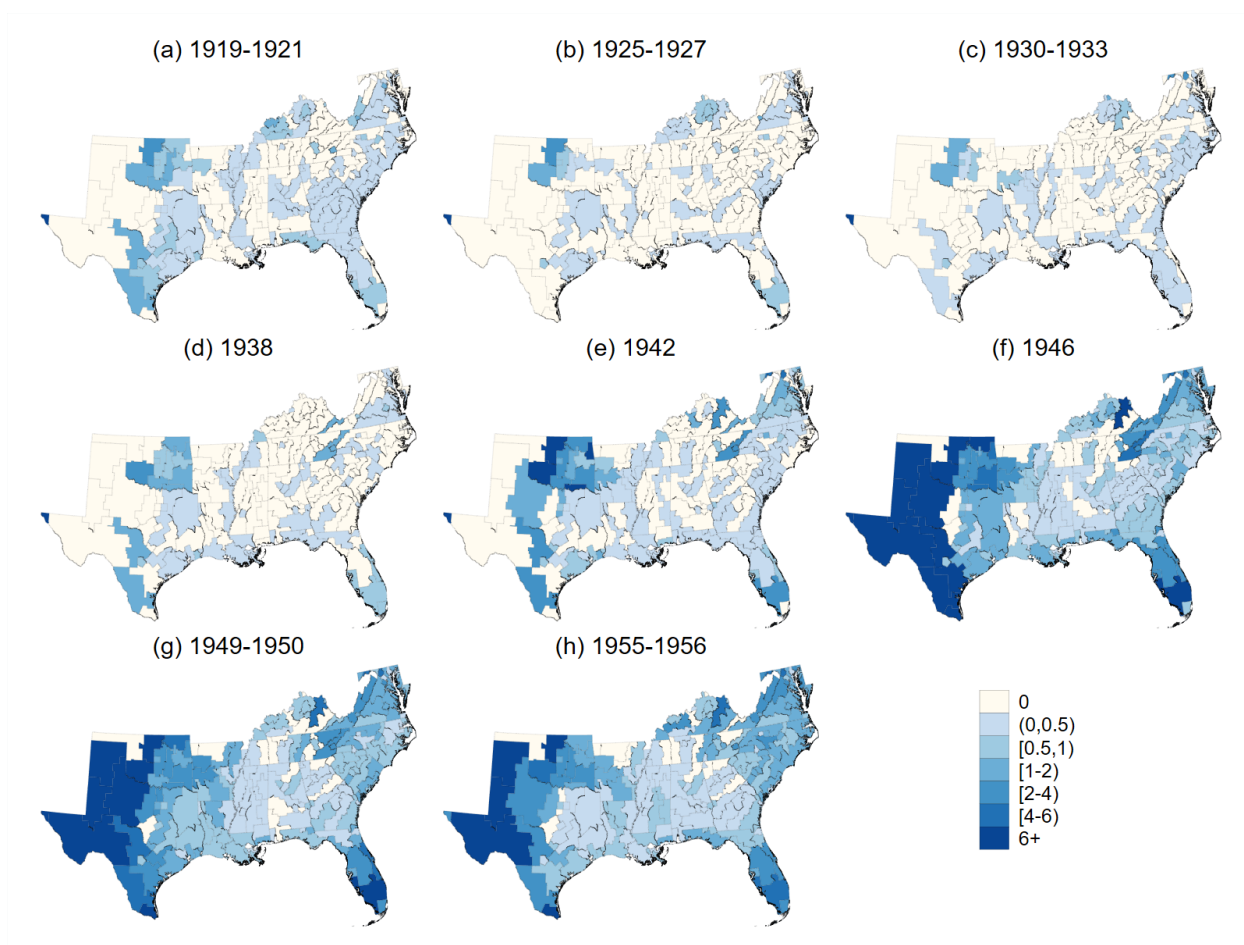 (a) 1919-1921
(b) 1925-1927
(c) 1930-1933
(d) 1938
(e) 1942
(f) 1946
(g) 1949-1950
(h) 1955-1956
0
(0,0.5)
[0.5,1)
[1-2)
[2-4)
[4-6)
6+